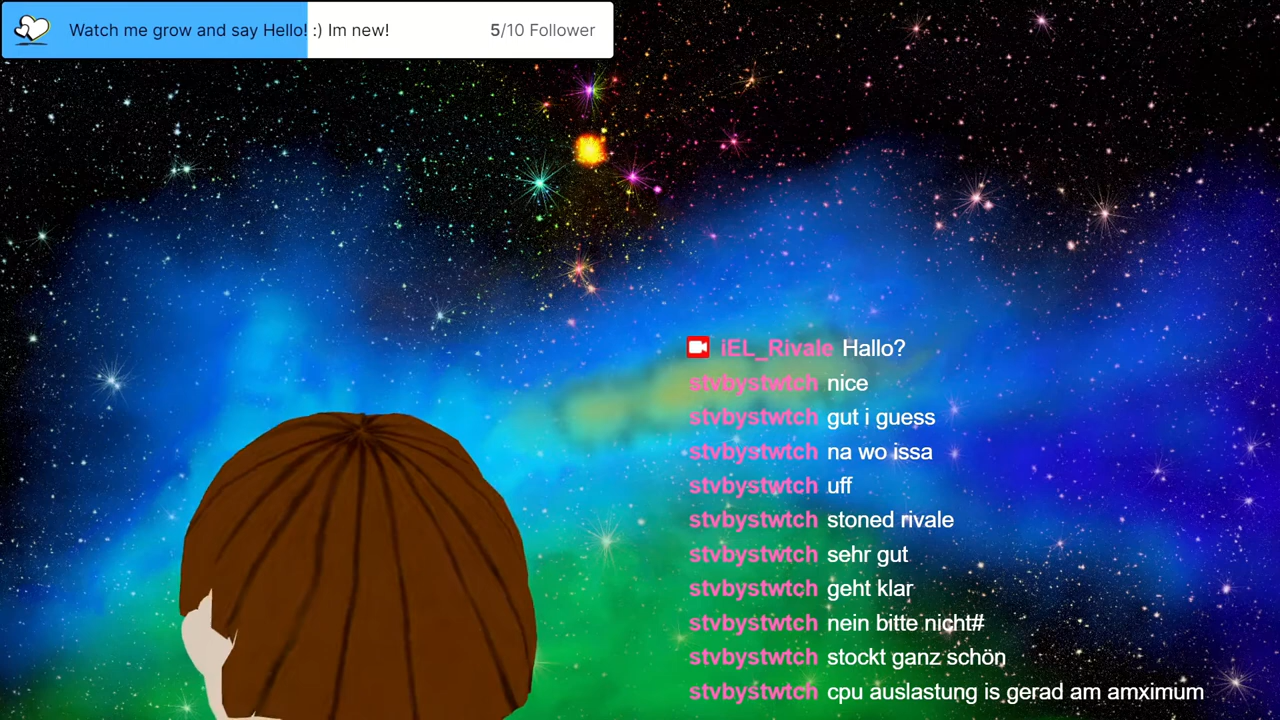 Watch me grow and say Hello! :) Im new! 5/10 Follower
iEL_Rivale Hallo?
stvbystwtch nice
stvbystwtch gut i guess
stvbystwtch na wo issa
stvbystwtch uff
stvbystwtch stoned rivale
stvbystwtch sehr gut
stvbystwtch geht klar
stvbystwtch nein bitte nicht#
stvbystwtch stockt ganz schön
stvbystwtch cpu auslastung is gerad am amximum